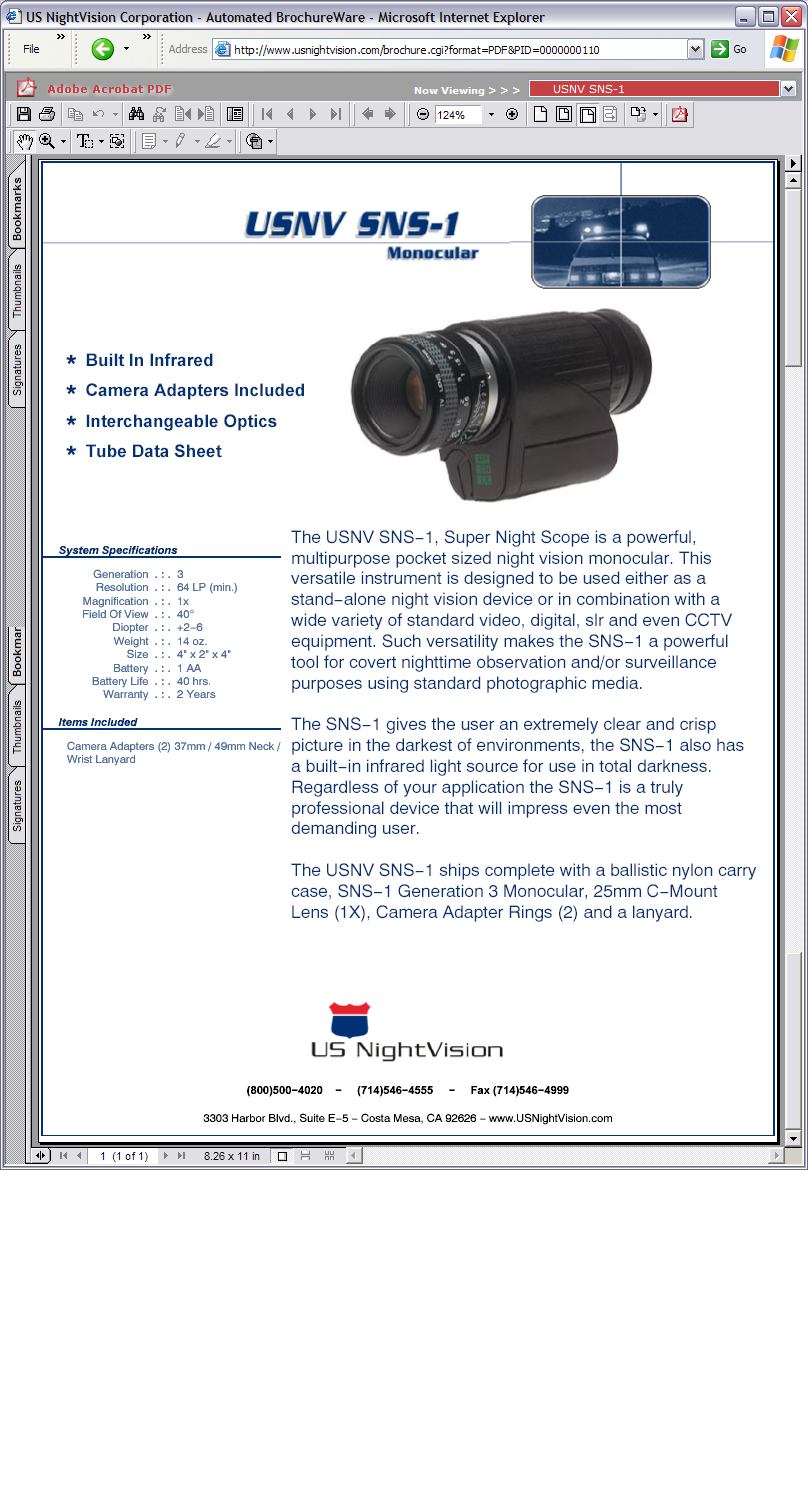 US NightVision Corporation - Automated BrochureWare - Microsoft Internet Explorer
File
Address http://www.usnightvision.com/brochure.cgi?format=PDF&PID=0000000110 Go
Adobe Acrobat PDF Now Viewing > > > USNV SNS-1
124%
Bookmarks
Thumbnails
Signatures
Bookmar
Thumbnails
Signatures
USNV SNS-1
Monocular
* Built In Infrared
* Camera Adapters Included
* Interchangeable Optics
* Tube Data Sheet
System Specifications
Generation . : . 3
Resolution . : . 64 LP (min.)
Magnification . : . 1x
Field Of View . : . 40°
Diopter . : . +2-6
Weight . : . 14 oz.
Size . : . 4" x 2" x 4"
Battery . : . 1 AA
Battery Life . : . 40 hrs.
Warranty . : . 2 Years
Items Included
Camera Adapters (2) 37mm / 49mm Neck /
Wrist Lanyard
The USNV SNS-1, Super Night Scope is a powerful,
multipurpose pocket sized night vision monocular. This
versatile instrument is designed to be used either as a
stand-alone night vision device or in combination with a
wide variety of standard video, digital, slr and even CCTV
equipment. Such versatility makes the SNS-1 a powerful
tool for covert nighttime observation and/or surveillance
purposes using standard photographic media.
The SNS-1 gives the user an extremely clear and crisp
picture in the darkest of environments, the SNS-1 also has
a built-in infrared light source for use in total darkness.
Regardless of your application the SNS-1 is a truly
professional device that will impress even the most
demanding user.
The USNV SNS-1 ships complete with a ballistic nylon carry
case, SNS-1 Generation 3 Monocular, 25mm C-Mount
Lens (1X), Camera Adapter Rings (2) and a lanyard.
US NightVision
(800)500-4020 - (714)546-4555 - Fax (714)546-4999
3303 Harbor Blvd., Suite E-5 - Costa Mesa, CA 92626 - www.USNightVision.com
1 (1 of 1) 8.26 x 11 in